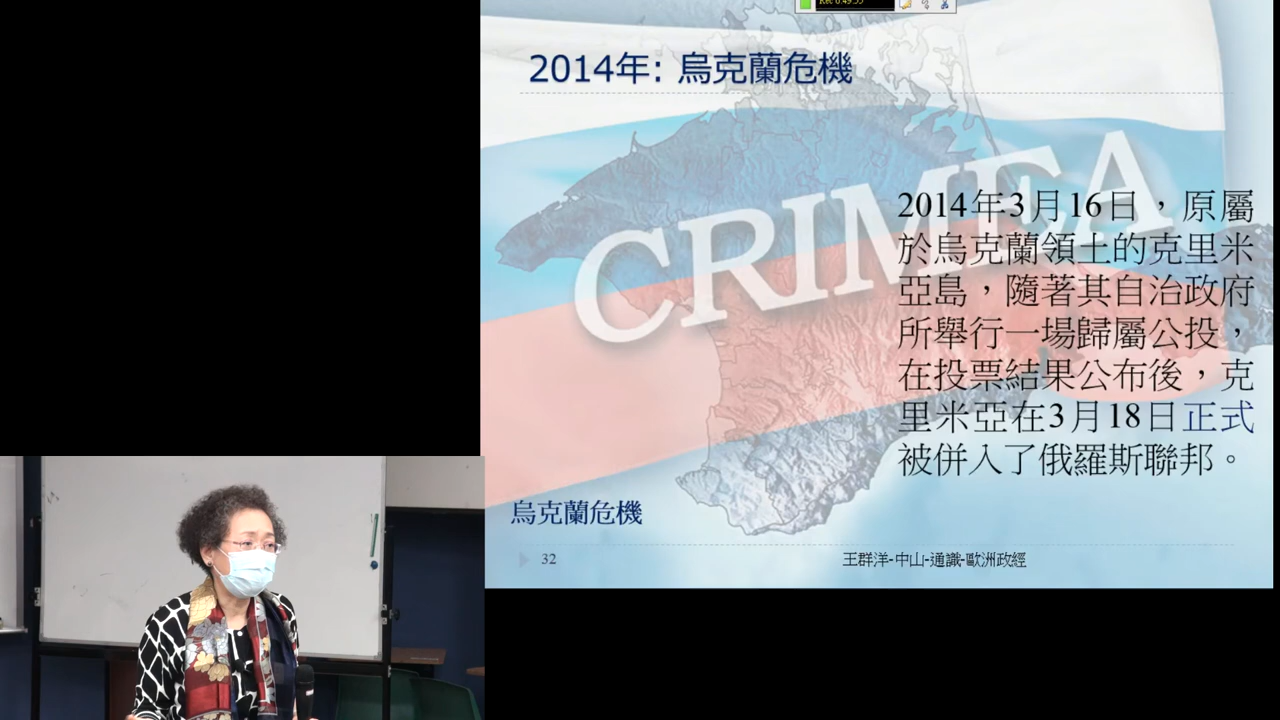 2014年: 烏克蘭危機
CRIMEA
2014年3月16日，原屬
於烏克蘭領土的克里米
亞島，隨著其自治政府
所舉行一場歸屬公投，
在投票結果公布後，克
里米亞在3月18日正式
被併入了俄羅斯聯邦。
烏克蘭危機
32
王群洋-中山-通識-歐洲政經